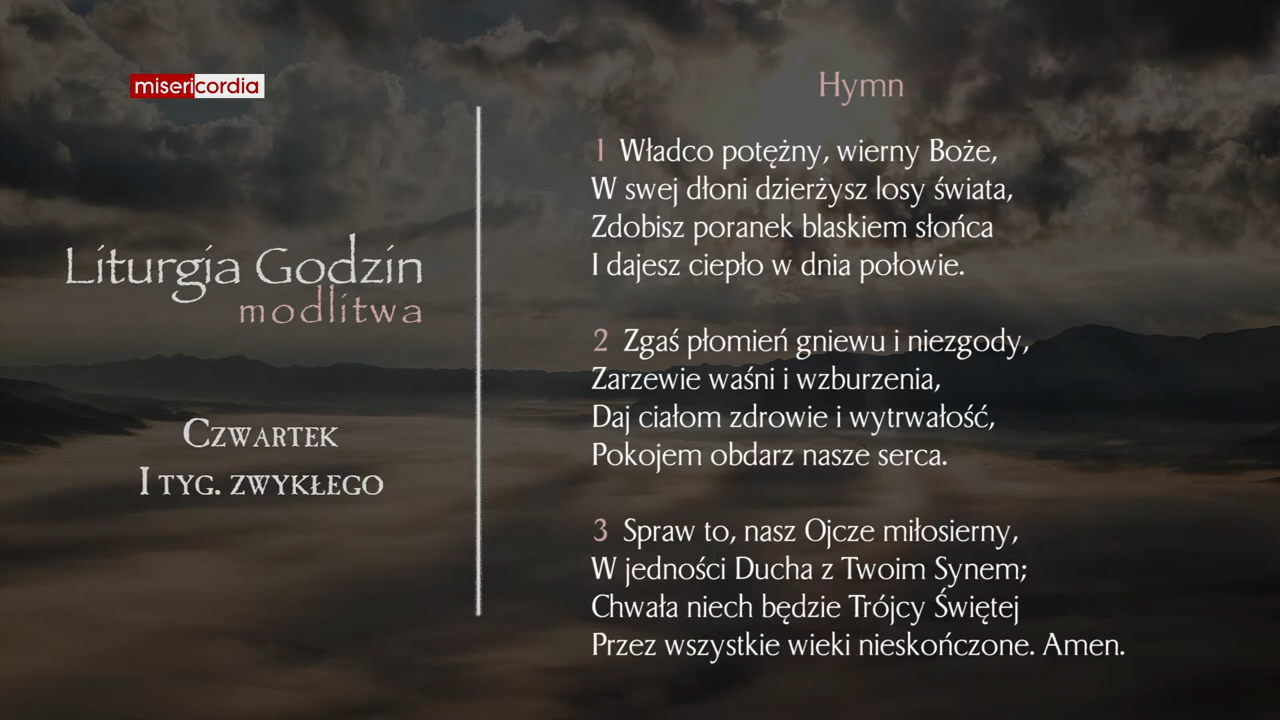 misericordia
Liturgia Godzin
modlitwa
Czwartek
I tyg. zwykłego
Hymn
1 Władco potężny, wierny Boże,
W swej dłoni dzierżysz losy świata,
Zdobisz poranek blaskiem słońca
I dajesz ciepło w dnia połowie.
2 Zgaś płomień gniewu i niezgody,
Zarzewie waśni i wzburzenia,
Daj ciałom zdrowie i wytrwałość,
Pokojem obdarz nasze serca.
3 Spraw to, nasz Ojcze miłosierny,
W jedności Ducha z Twoim Synem;
Chwała niech będzie Trójcy Świętej
Przez wszystkie wieki nieskończone. Amen.